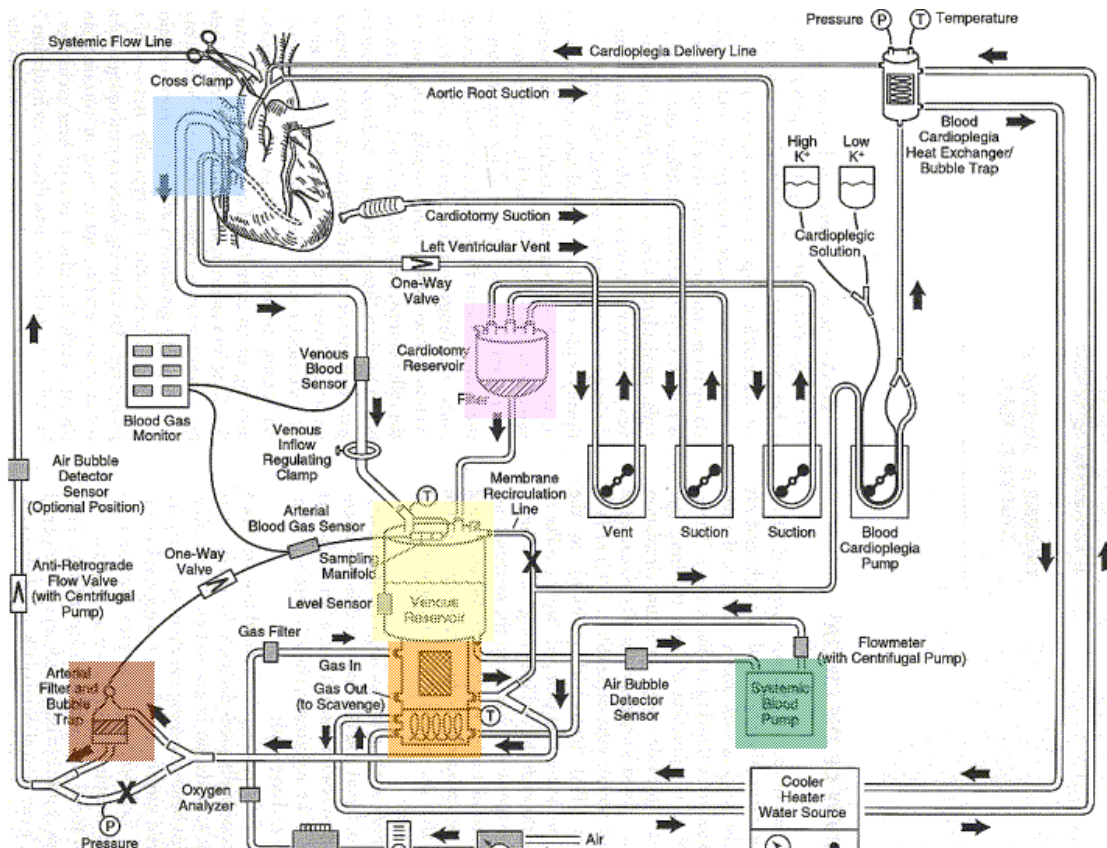 Pressure
P
T
Temperature
Systemic Flow Line
Cardioplegia Delivery Line
Cross Clamp
Aortic Root Suction
Blood
Cardioplegia
Heat Exchanger/
Bubble Trap
High
K+
Low
K+
Cardiotomy Suction
Cardioplegic
Solution
Left Ventricular Vent
One-Way
Valve
Venous
Blood
Sensor
Cardiotomy
Reservoir
Filter
Blood Gas
Monitor
Venous
Inflow
Regulating
Clamp
Air Bubble
Detector
Sensor
(Optional Position)
T
Membrane
Recirculation
Line
Vent
Suction
Suction
Blood
Cardioplegia
Pump
Arterial
Blood Gas Sensor
One-Way
Valve
Sampling
Manifold
X
Anti-Retrograde
Flow Valve
(with Centrifugal
Pump)
Level Sensor
Venous
Reservoir
Gas Filter
Gas In
Flowmeter
(with Centrifugal Pump)
Arterial
Filter and
Bubble
Trap
Gas Out
(to Scavenge)
T
Air Bubble
Detector
Sensor
Systemic
Blood
Pump
X
Oxygen
Analyzer
Cooler
Heater
Water Source
P
Pressure
Air